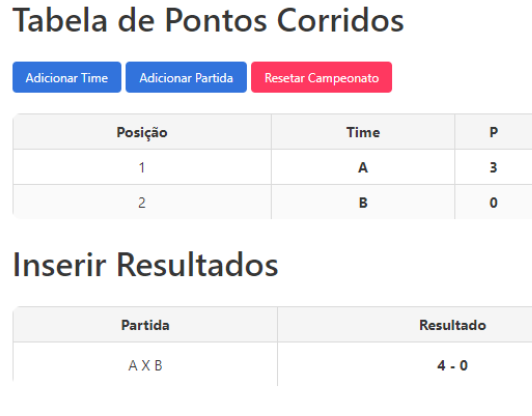 Tabela de Pontos Corridos
Adicionar Time Adicionar Partida Resetar Campeonato
Posição Time P
1 A 3
2 B 0
Inserir Resultados
Partida Resultado
A X B 4 - 0